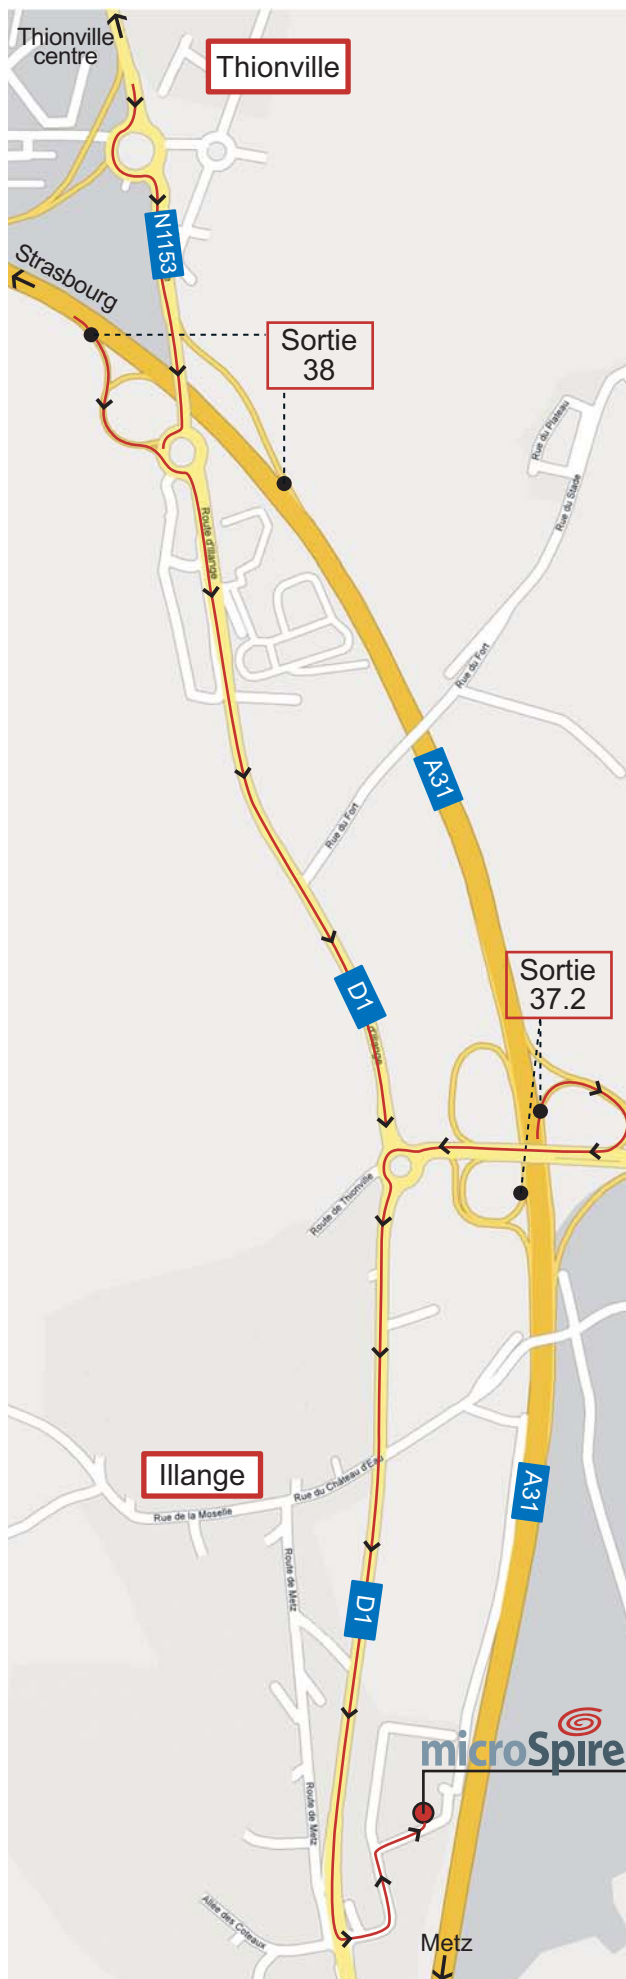 Thionville
centre
Thionville
N1153
Strasbourg
Sortie
38
Rue du Plateau
Rue du Stade
Route d'Illange
Rue du Fort
Rue du Fort
A31
Sortie
37.2
D1
d'Illange
Route de Thionville
Illange
Rue du Château d'Eau
Rue de la Moselle
A31
Route de Metz
D1
microSpire
Route de Metz
Allée des Coteaux
Metz